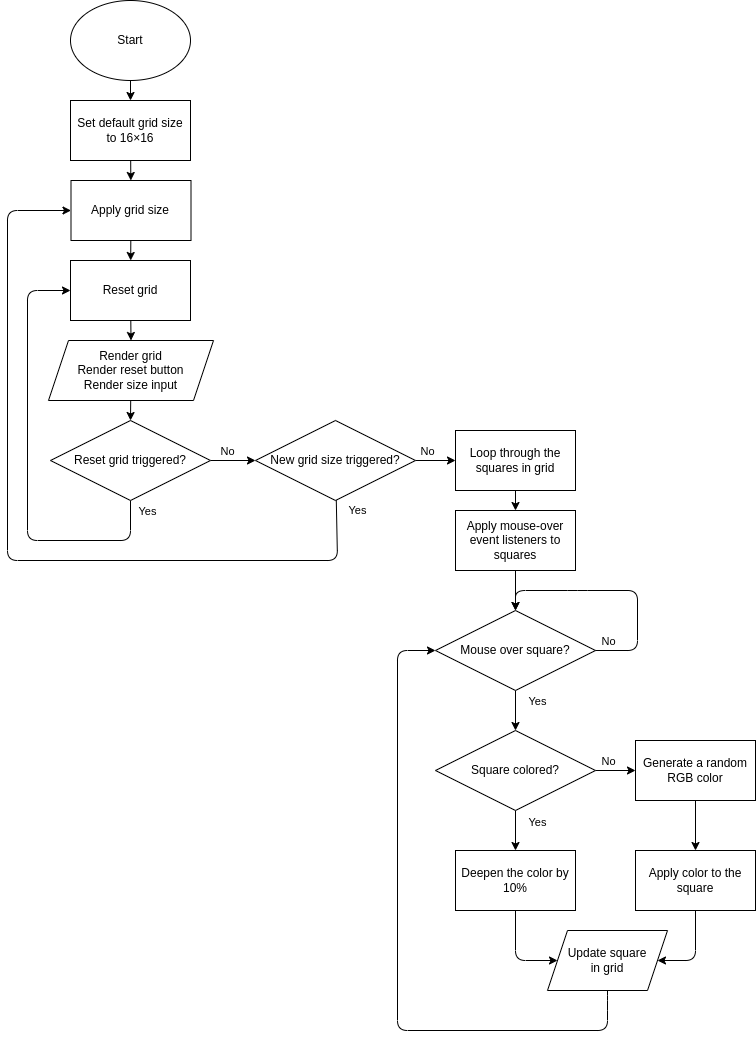 Start
Set default grid size
to 16×16
Apply grid size
Reset grid
Render grid
Render reset button
Render size input
Reset grid triggered?
No
New grid size triggered?
No
Yes
Yes
Loop through the
squares in grid
Apply mouse-over
event listeners to
squares
Mouse over square?
No
Yes
Square colored?
No
Generate a random
RGB color
Yes
Deepen the color by
10%
Apply color to the
square
Update square
in grid